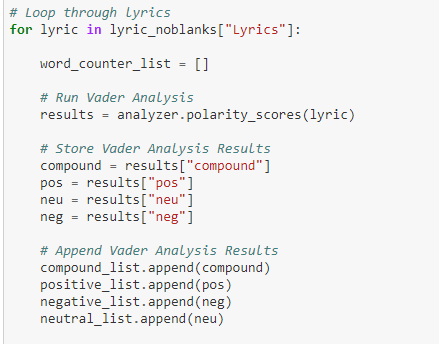 # Loop through lyrics
for lyric in lyric_noblanks["Lyrics"]:
word_counter_list = []
# Run Vader Analysis
results = analyzer.polarity_scores(lyric)
# Store Vader Analysis Results
compound = results["compound"]
pos = results["pos"]
neu = results["neu"]
neg = results["neg"]
# Append Vader Analysis Results
compound_list.append(compound)
positive_list.append(pos)
negative_list.append(neg)
neutral_list.append(neu)